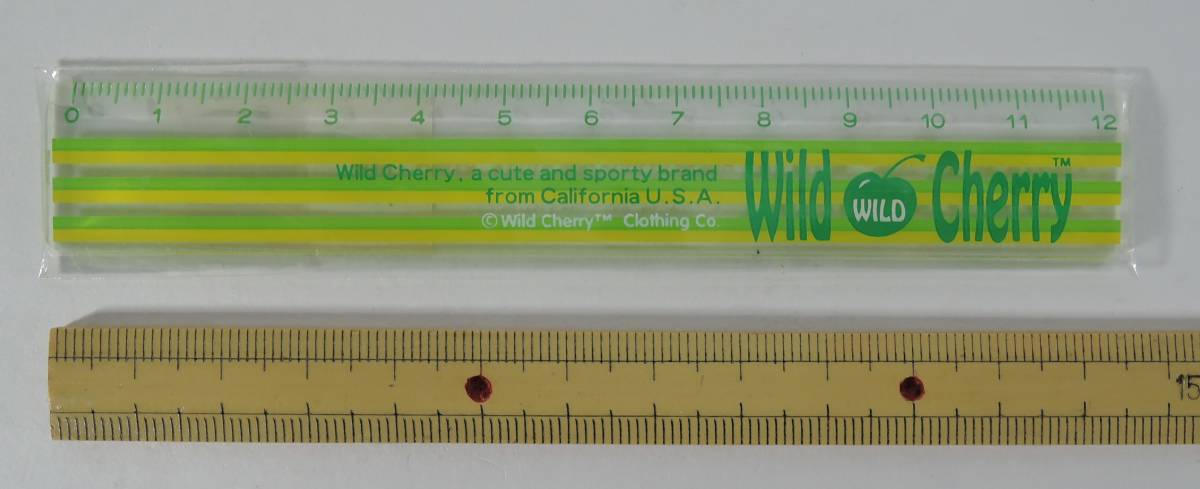 0 1 2 3 4 5 6 7 8 9 10 11 12
Wild Cherry, a cute and sporty brand
from California U.S.A.
© Wild Cherry™ Clothing Co.
Wild WILD Cherry™
15